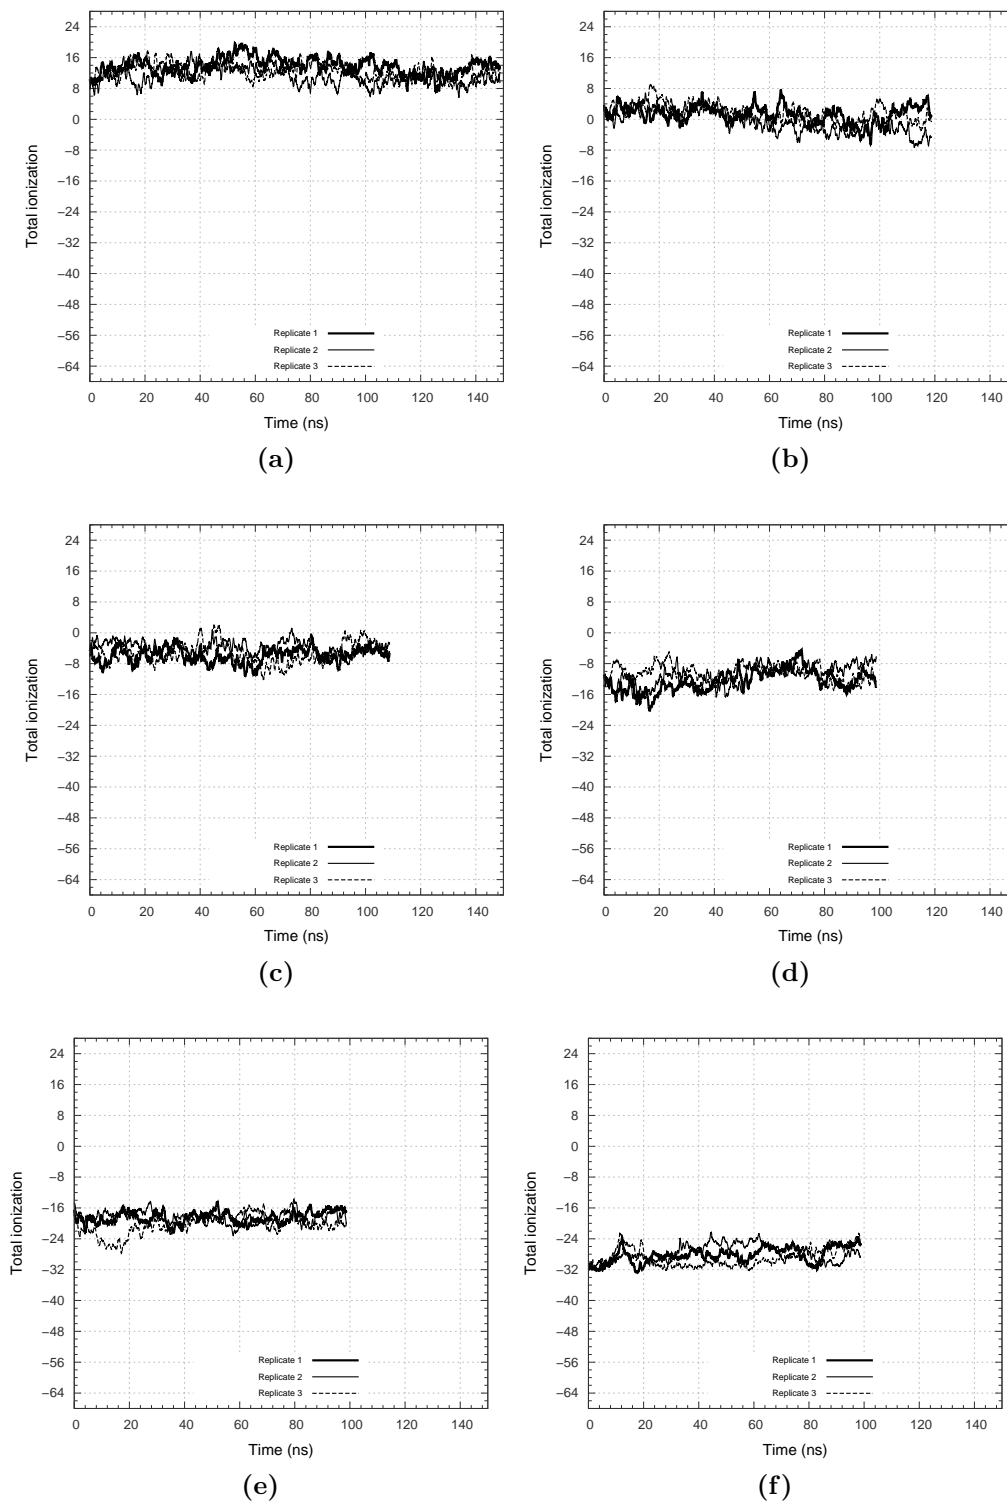 24
16
8
0
−8
−16
−24
−32
−40
−48
−56
−64
Total ionization
Replicate 1
Replicate 2
Replicate 3
0 20 40 60 80 100 120 140
Time (ns)
(a)
24
16
8
0
−8
−16
−24
−32
−40
−48
−56
−64
Total ionization
Replicate 1
Replicate 2
Replicate 3
0 20 40 60 80 100 120 140
Time (ns)
(b)
24
16
8
0
−8
−16
−24
−32
−40
−48
−56
−64
Total ionization
Replicate 1
Replicate 2
Replicate 3
0 20 40 60 80 100 120 140
Time (ns)
(c)
24
16
8
0
−8
−16
−24
−32
−40
−48
−56
−64
Total ionization
Replicate 1
Replicate 2
Replicate 3
0 20 40 60 80 100 120 140
Time (ns)
(d)
24
16
8
0
−8
−16
−24
−32
−40
−48
−56
−64
Total ionization
Replicate 1
Replicate 2
Replicate 3
0 20 40 60 80 100 120 140
Time (ns)
(e)
24
16
8
0
−8
−16
−24
−32
−40
−48
−56
−64
Total ionization
Replicate 1
Replicate 2
Replicate 3
0 20 40 60 80 100 120 140
Time (ns)
(f)